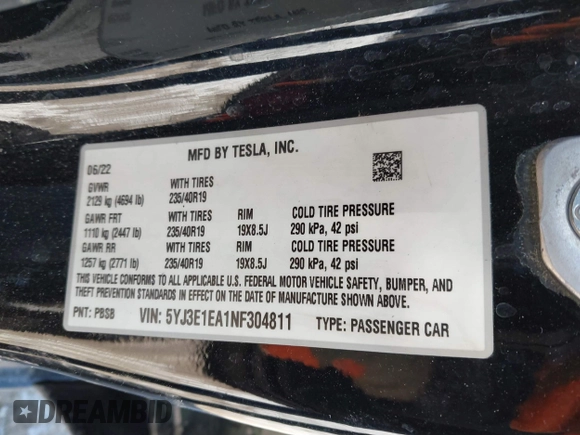 MFD BY TESLA, INC.
06/22
GVWR WITH TIRES
2129 kg (4694 lb) 235/40R19
GAWR FRT WITH TIRES RIM COLD TIRE PRESSURE
1110 kg (2447 lb) 235/40R19 19X8.5J 290 kPa, 42 psi
GAWR RR WITH TIRES RIM COLD TIRE PRESSURE
1257 kg (2771 lb) 235/40R19 19X8.5J 290 kPa, 42 psi
THIS VEHICLE CONFORMS TO ALL APPLICABLE U.S. FEDERAL MOTOR VEHICLE SAFETY, BUMPER, AND
THEFT PREVENTION STANDARDS IN EFFECT ON THE DATE OF MANUFACTURE SHOWN ABOVE.
PNT: PBSB VIN: 5YJ3E1EA1NF304811 TYPE: PASSENGER CAR
DREAMBID